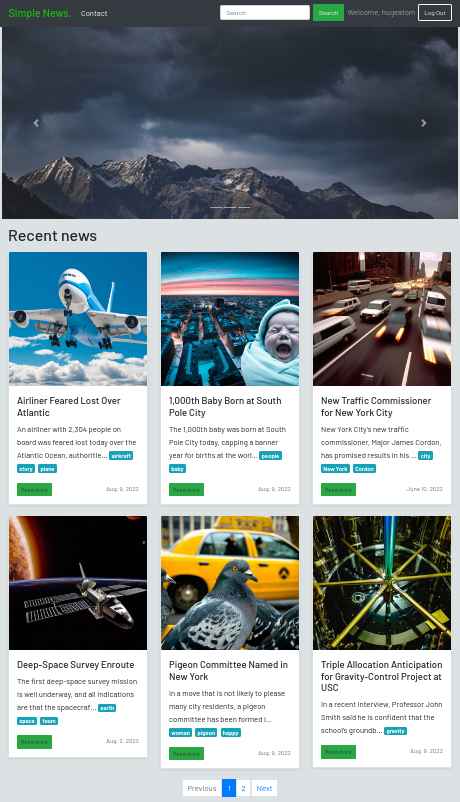 Simple News. Contact Search Search Welcome, hugeatom Log Out
Recent news
Airliner Feared Lost Over
Atlantic
An airliner with 2,304 people on
board was feared lost today over the
Atlantic Ocean, authoritie... airkraft
story plane
Read more Aug. 9, 2022
1,000th Baby Born at South
Pole City
The 1,000th baby was born at South
Pole City today, capping a banner
year for births at the worl... people
baby
Read more Aug. 9, 2022
New Traffic Commissioner
for New York City
New York City's new traffic
commissioner, Major James Cordon,
has promised results in his ... city
New York Cordon
Read more June 10, 2022
Deep-Space Survey Enroute
The first deep-space survey mission
is well underway, and all indications
are that the spacecraf... earth
space team
Read more Aug. 2, 2022
Pigeon Committee Named in
New York
In a move that is not likely to please
many city residents, a pigeon
committee has been formed i...
woman pigeon happy
Read more Aug. 9, 2022
Triple Allocation Anticipation
for Gravity-Control Project at
USC
In a recent interview, Professor John
Smith said he is confident that the
school's groundb... gravity
Read more Aug. 9, 2022
Previous 1 2 Next